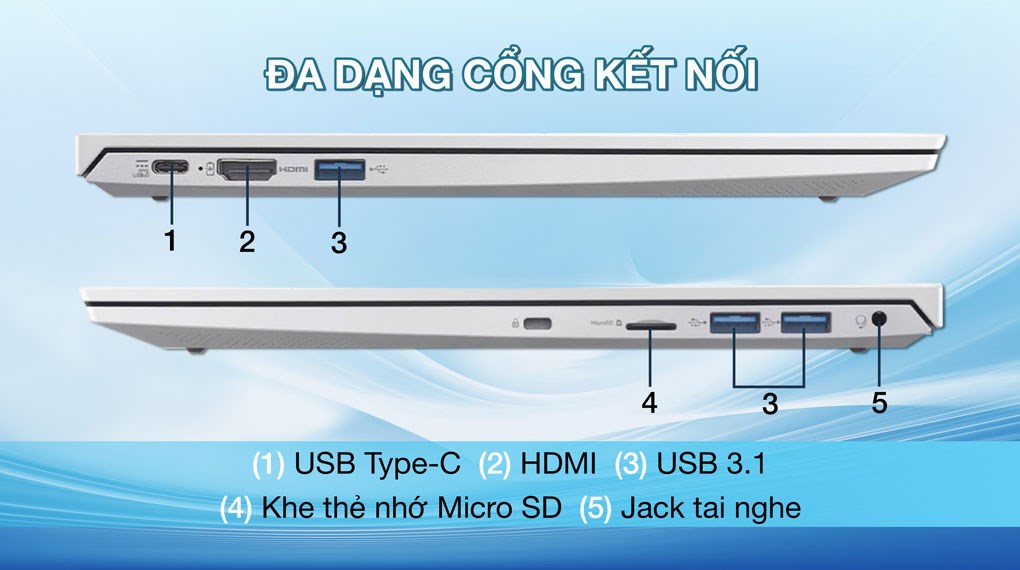 ĐA DẠNG CỔNG KẾT NỐI
HDMI
1 2 3
MicroSD
4 3 5
(1) USB Type-C (2) HDMI (3) USB 3.1
(4) Khe thẻ nhớ Micro SD (5) Jack tai nghe